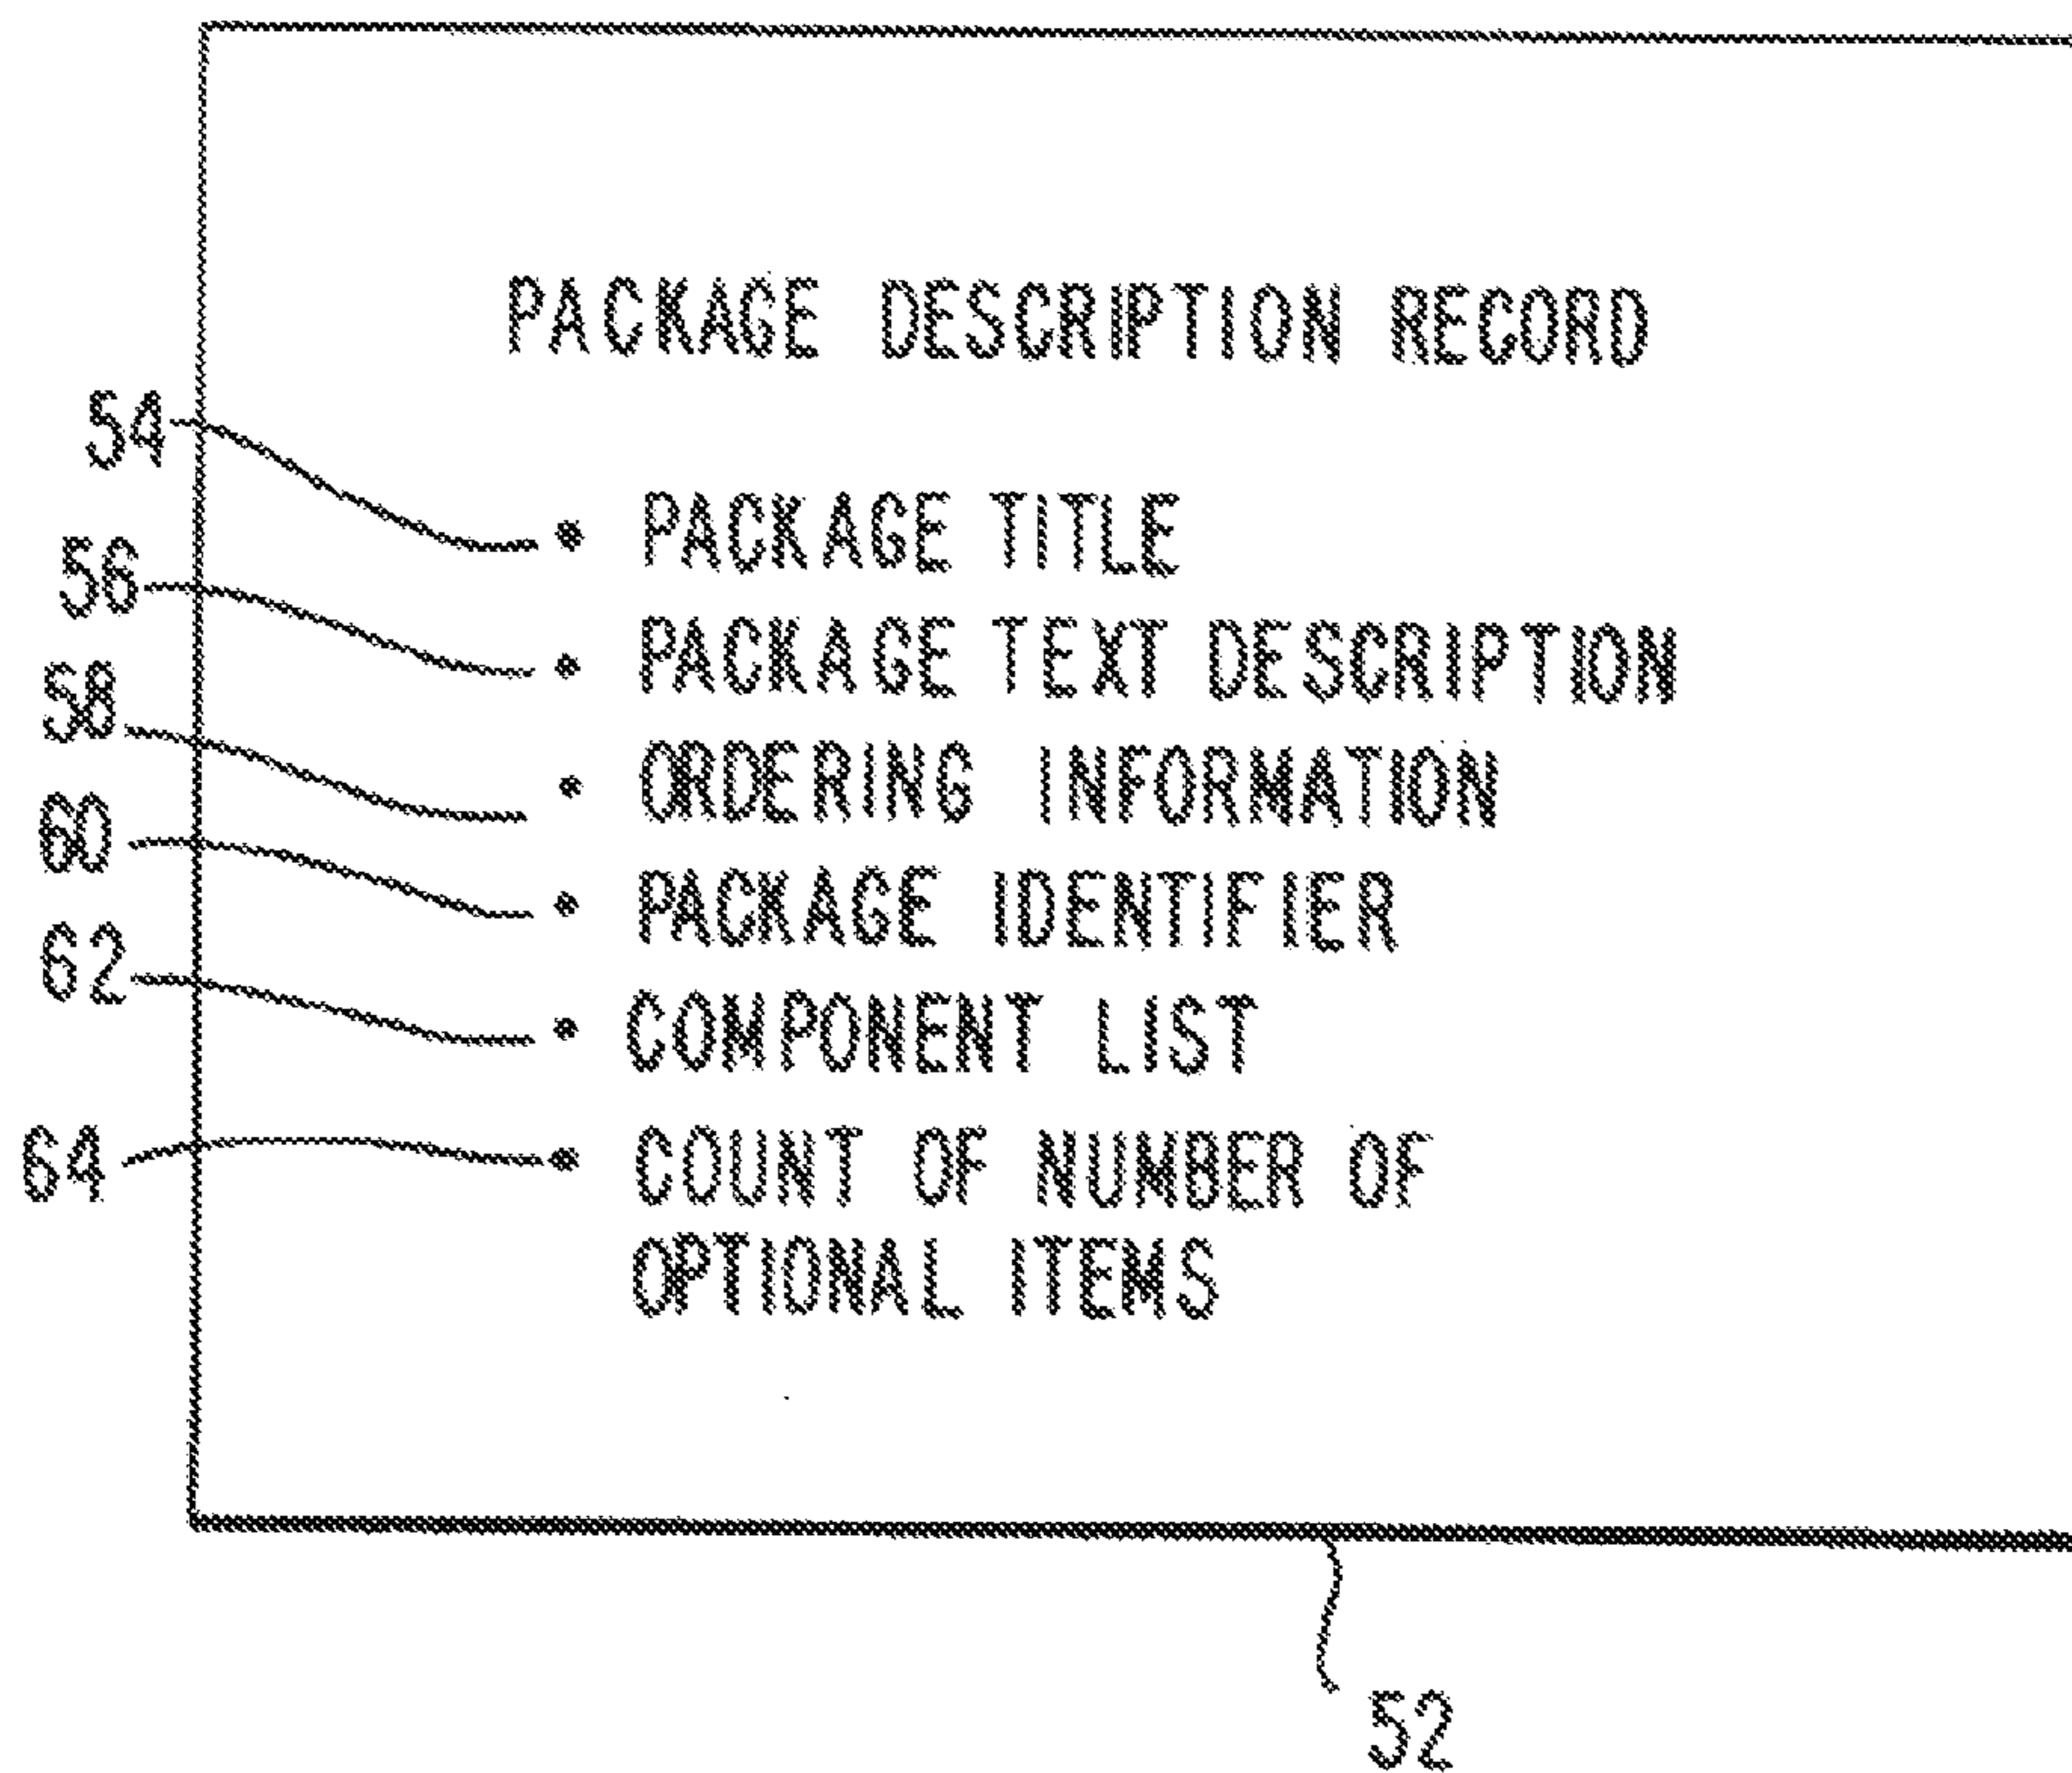 PACKAGE DESCRIPTION RECORD
54
• PACKAGE TITLE
56
• PACKAGE TEXT DESCRIPTION
58
• ORDERING INFORMATION
60
• PACKAGE IDENTIFIER
62
• COMPONENT LIST
64
• COUNT OF NUMBER OF
OPTIONAL ITEMS
52